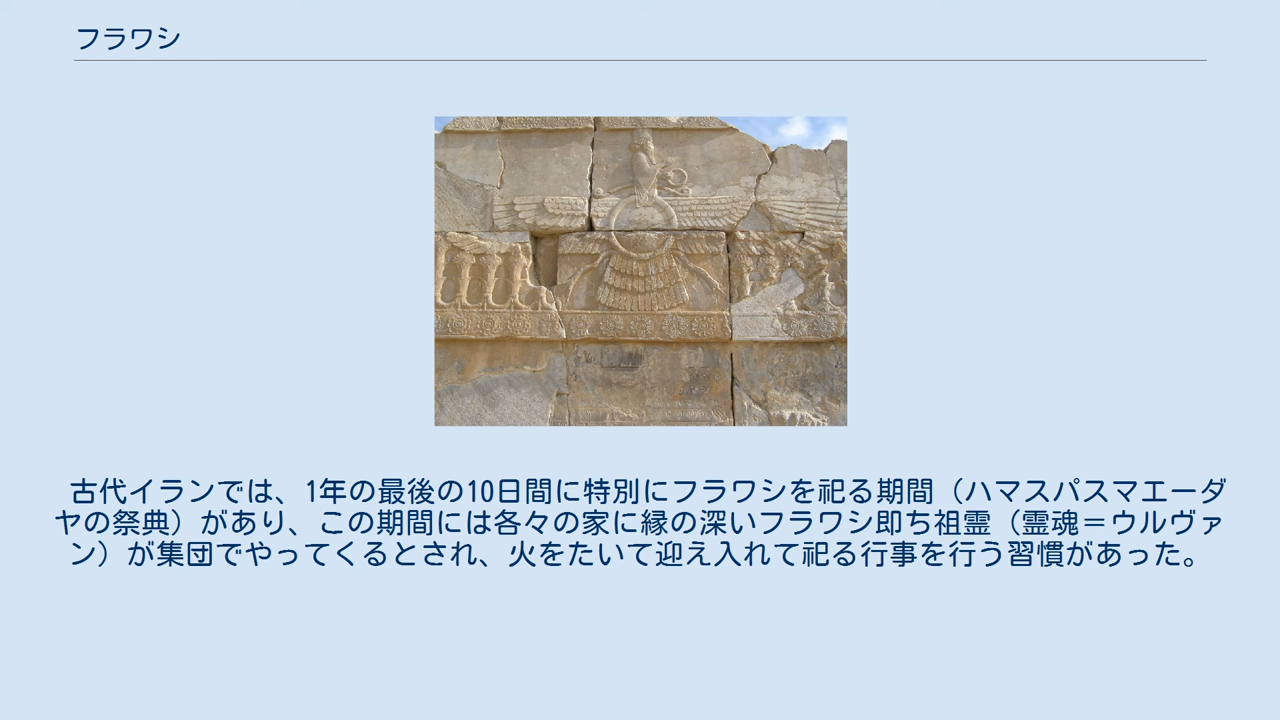 フラワシ
古代イランでは、1年の最後の10日間に特別にフラワシを祀る期間（ハマスパスマエーダ
ヤの祭典）があり、この期間には各々の家に縁の深いフラワシ即ち祖霊（霊魂＝ウルヴァ
ン）が集団でやってくるとされ、火をたいて迎え入れて祀る行事を行う習慣があった。